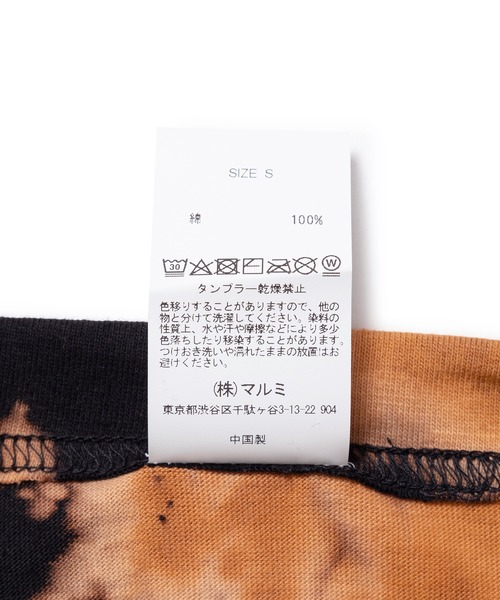 SIZE S
綿 100%
30 W
タンブラー乾燥禁止
色移りすることがありますので、他の
物と分けて洗濯してください。染料の
性質上、水や汗や摩擦などにより多少
色落ちしたり移染することがあります。
つけおき洗いや濡れたままの放置はお
避けください。
(株)マルミ
東京都渋谷区千駄ヶ谷3-13-22 904
中国製